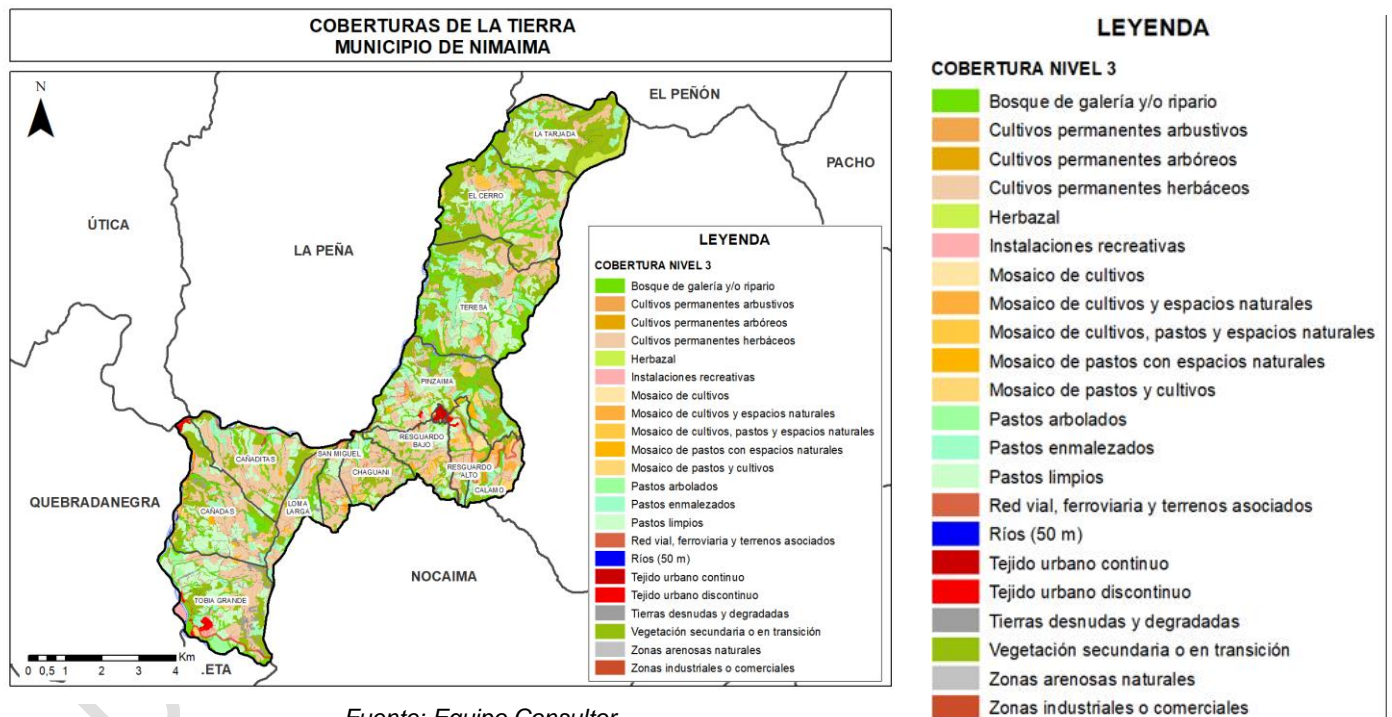 COBERTURAS DE LA TIERRA
MUNICIPIO DE NIMAIMA
N
EL PEÑÓN
PACHO
ÚTICA
LA PEÑA
QUEBRADANEGRA
NOCAIMA
.ETA
LA TARJADA
EL CERRO
TERESA
PINZAIMA
RESGUARDO
BAJO
RESGUARDO
ALTO
CALAMO
SAN MIGUEL
CHAGUANI
CAÑADITAS
LOMA
LARGA
CAÑADAS
TOBIA GRANDE
Km
0 0,5 1 2 3 4
LEYENDA
COBERTURA NIVEL 3
Bosque de galería y/o ripario
Cultivos permanentes arbustivos
Cultivos permanentes arbóreos
Cultivos permanentes herbáceos
Herbazal
Instalaciones recreativas
Mosaico de cultivos
Mosaico de cultivos y espacios naturales
Mosaico de cultivos, pastos y espacios naturales
Mosaico de pastos con espacios naturales
Mosaico de pastos y cultivos
Pastos arbolados
Pastos enmalezados
Pastos limpios
Red vial, ferroviaria y terrenos asociados
Ríos (50 m)
Tejido urbano continuo
Tejido urbano discontinuo
Tierras desnudas y degradadas
Vegetación secundaria o en transición
Zonas arenosas naturales
Zonas industriales o comerciales
Fuente: Equipo Consultor
LEYENDA
COBERTURA NIVEL 3
Bosque de galería y/o ripario
Cultivos permanentes arbustivos
Cultivos permanentes arbóreos
Cultivos permanentes herbáceos
Herbazal
Instalaciones recreativas
Mosaico de cultivos
Mosaico de cultivos y espacios naturales
Mosaico de cultivos, pastos y espacios naturales
Mosaico de pastos con espacios naturales
Mosaico de pastos y cultivos
Pastos arbolados
Pastos enmalezados
Pastos limpios
Red vial, ferroviaria y terrenos asociados
Ríos (50 m)
Tejido urbano continuo
Tejido urbano discontinuo
Tierras desnudas y degradadas
Vegetación secundaria o en transición
Zonas arenosas naturales
Zonas industriales o comerciales